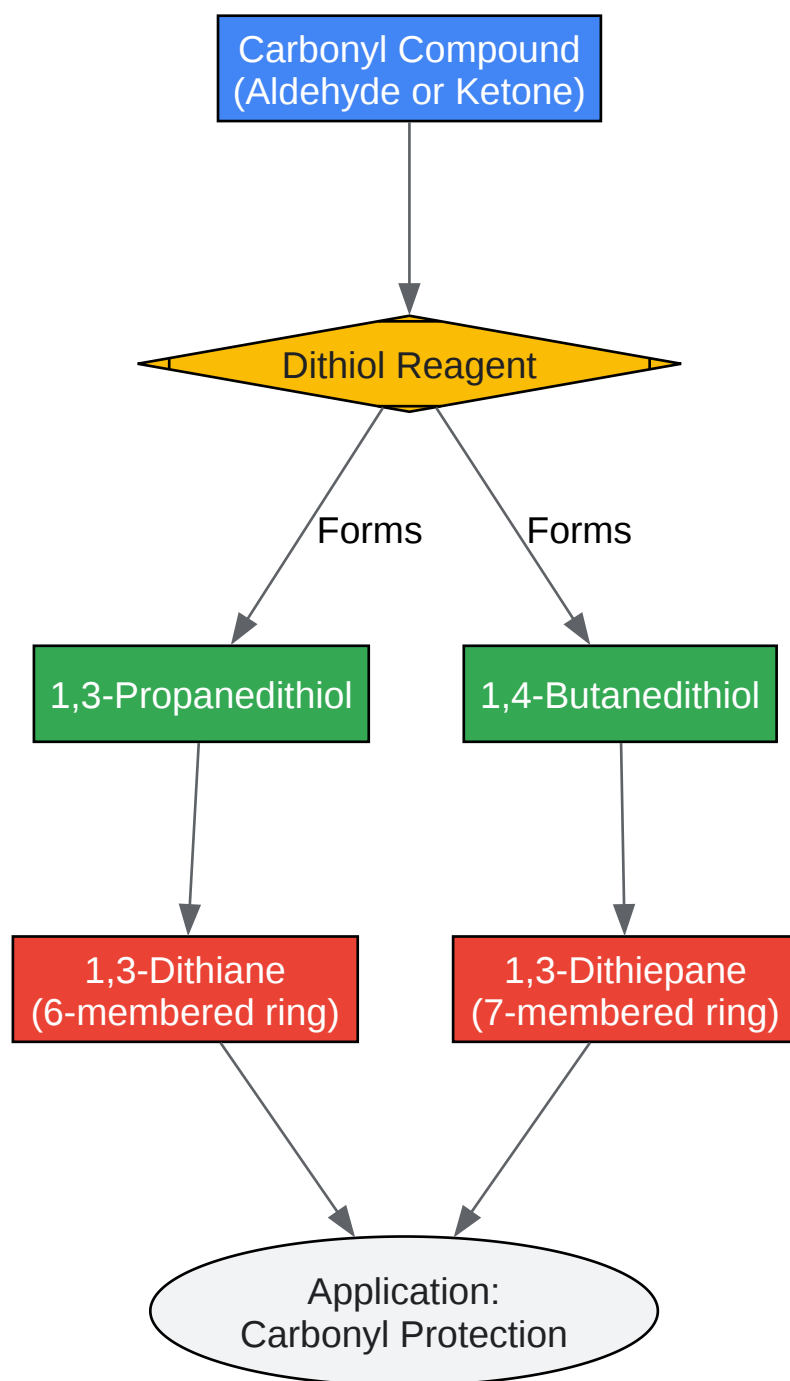 Carbonyl Compound
(Aldehyde or Ketone)
Dithiol Reagent
Forms
Forms
1,3-Propanedithiol
1,4-Butanedithiol
1,3-Dithiane
(6-membered ring)
1,3-Dithiepane
(7-membered ring)
Application:
Carbonyl Protection